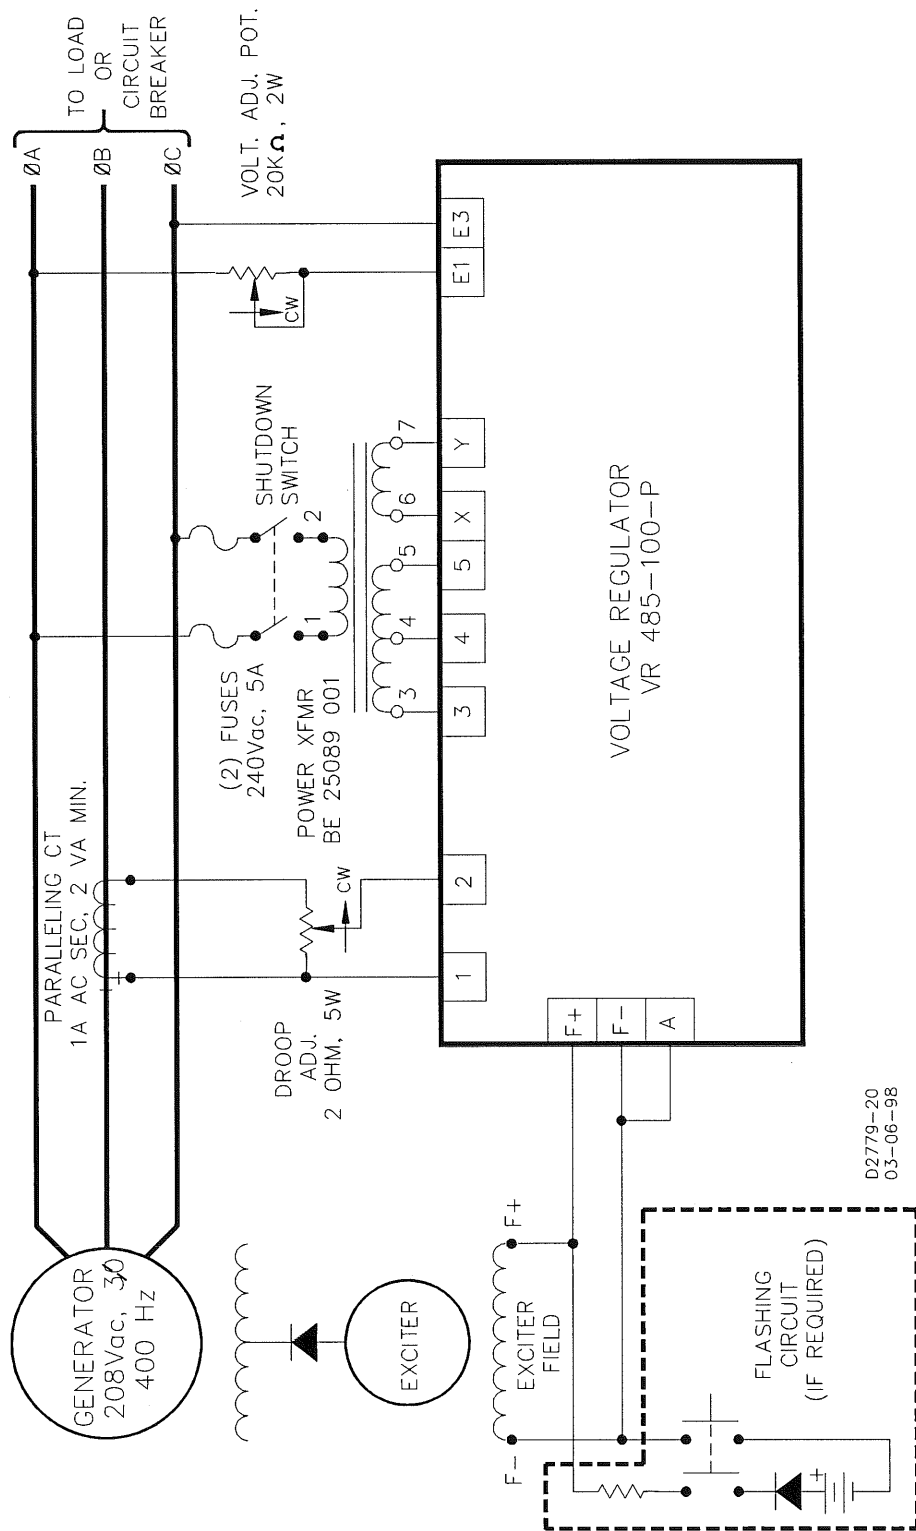 GENERATOR
208Vac, 3Ø
400 Hz
PARALLELING CT
1A AC SEC, 2 VA MIN.
TO LOAD
OR
CIRCUIT
BREAKER
ØA
ØB
ØC
VOLT. ADJ. POT.
20KΩ, 2W
CW
SHUTDOWN
SWITCH
(2) FUSES
240Vac, 5A
1
2
POWER XFMR
BE 25089 001
3
4
5
6
7
DROOP
ADJ.
2 OHM, 5W
CW
EXCITER
1
2
3
4
5
X
Y
E1
E3
VOLTAGE REGULATOR
VR 485-100-P
F+
F-
A
F-
F+
EXCITER
FIELD
FLASHING
CIRCUIT
(IF REQUIRED)
+
D2779-20
03-06-98